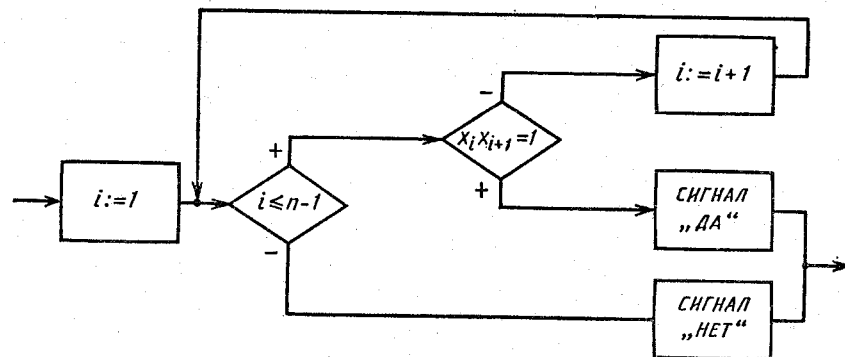 i:=i+1
−
x_i x_{i+1}=1
+
+
i:=1
i≤n-1
−
СИГНАЛ
„ДА“
СИГНАЛ
„НЕТ“